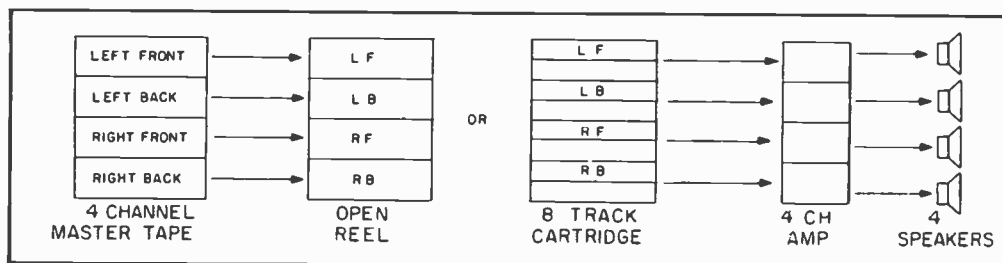 LEFT FRONT
LEFT BACK
RIGHT FRONT
RIGHT BACK
4 CHANNEL
MASTER TAPE
L F
L B
R F
R B
OPEN
REEL
OR
L F
L B
R F
R B
8 TRACK
CARTRIDGE
4 CH
AMP
4
SPEAKERS